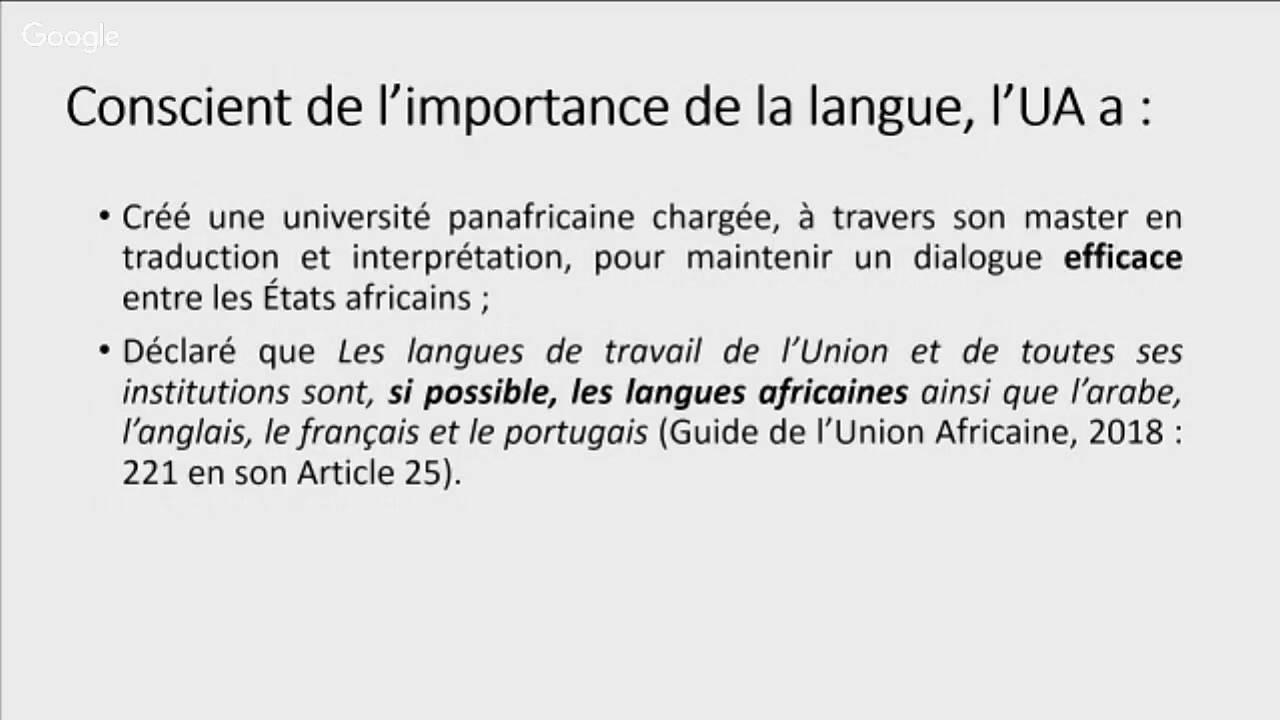 Google
Conscient de l’importance de la langue, l’UA a :
• Créé une université panafricaine chargée, à travers son master en
traduction et interprétation, pour maintenir un dialogue efficace
entre les États africains ;
• Déclaré que Les langues de travail de l’Union et de toutes ses
institutions sont, si possible, les langues africaines ainsi que l’arabe,
l’anglais, le français et le portugais (Guide de l’Union Africaine, 2018 :
221 en son Article 25).